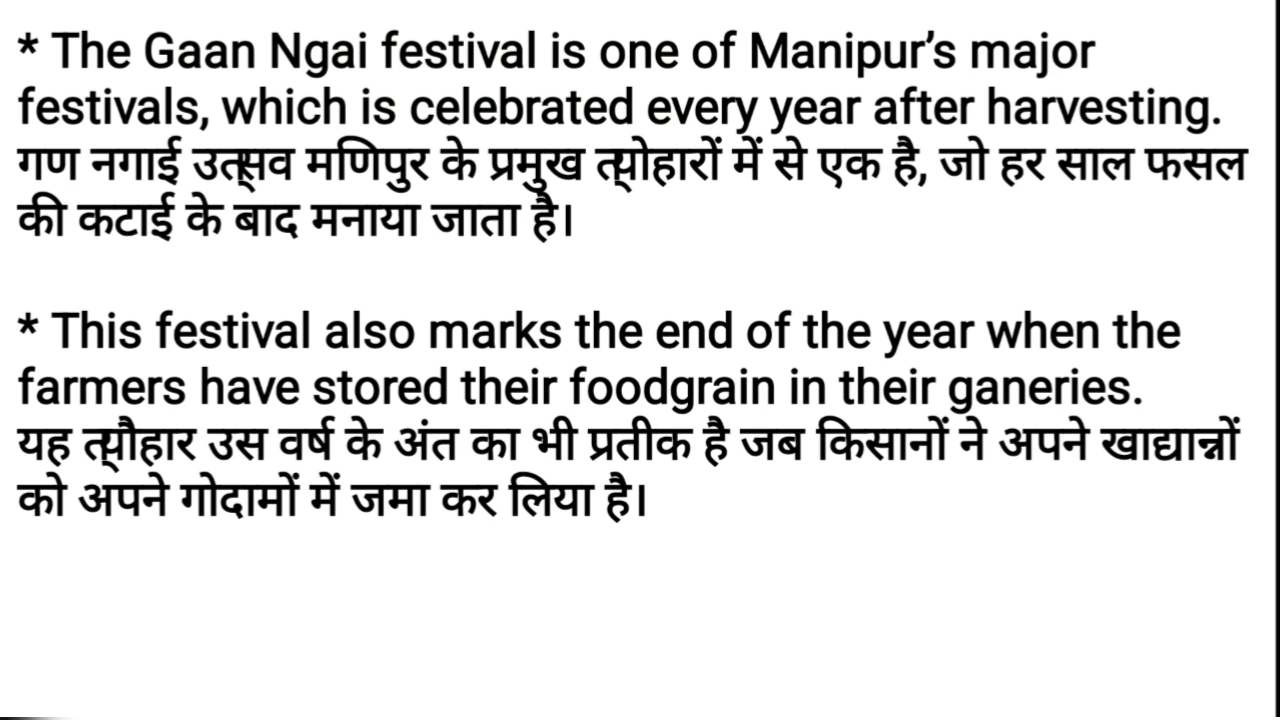 * The Gaan Ngai festival is one of Manipur’s major
festivals, which is celebrated every year after harvesting.
गण नगाई उत्सव मणिपुर के प्रमुख त्योहारों में से एक है, जो हर साल फसल
की कटाई के बाद मनाया जाता है।
* This festival also marks the end of the year when the
farmers have stored their foodgrain in their ganeries.
यह त्यौहार उस वर्ष के अंत का भी प्रतीक है जब किसानों ने अपने खाद्यान्नों
को अपने गोदामों में जमा कर लिया है।